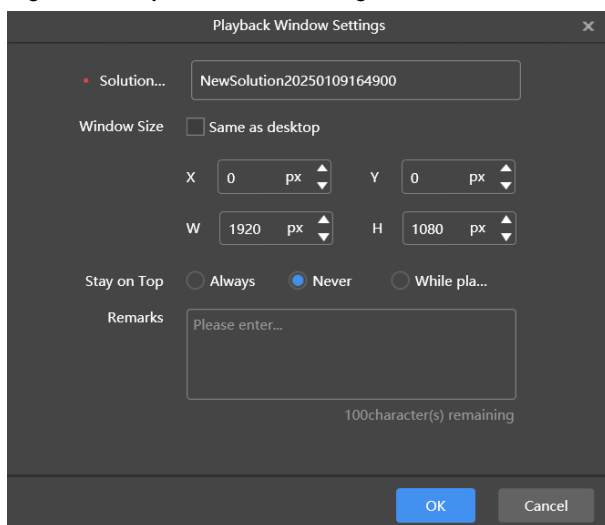 Playback Window Settings
Solution... NewSolution20250109164900
Window Size Same as desktop
X 0 px Y 0 px
W 1920 px H 1080 px
Stay on Top Always Never While pla...
Remarks Please enter...
100character(s) remaining
OK Cancel